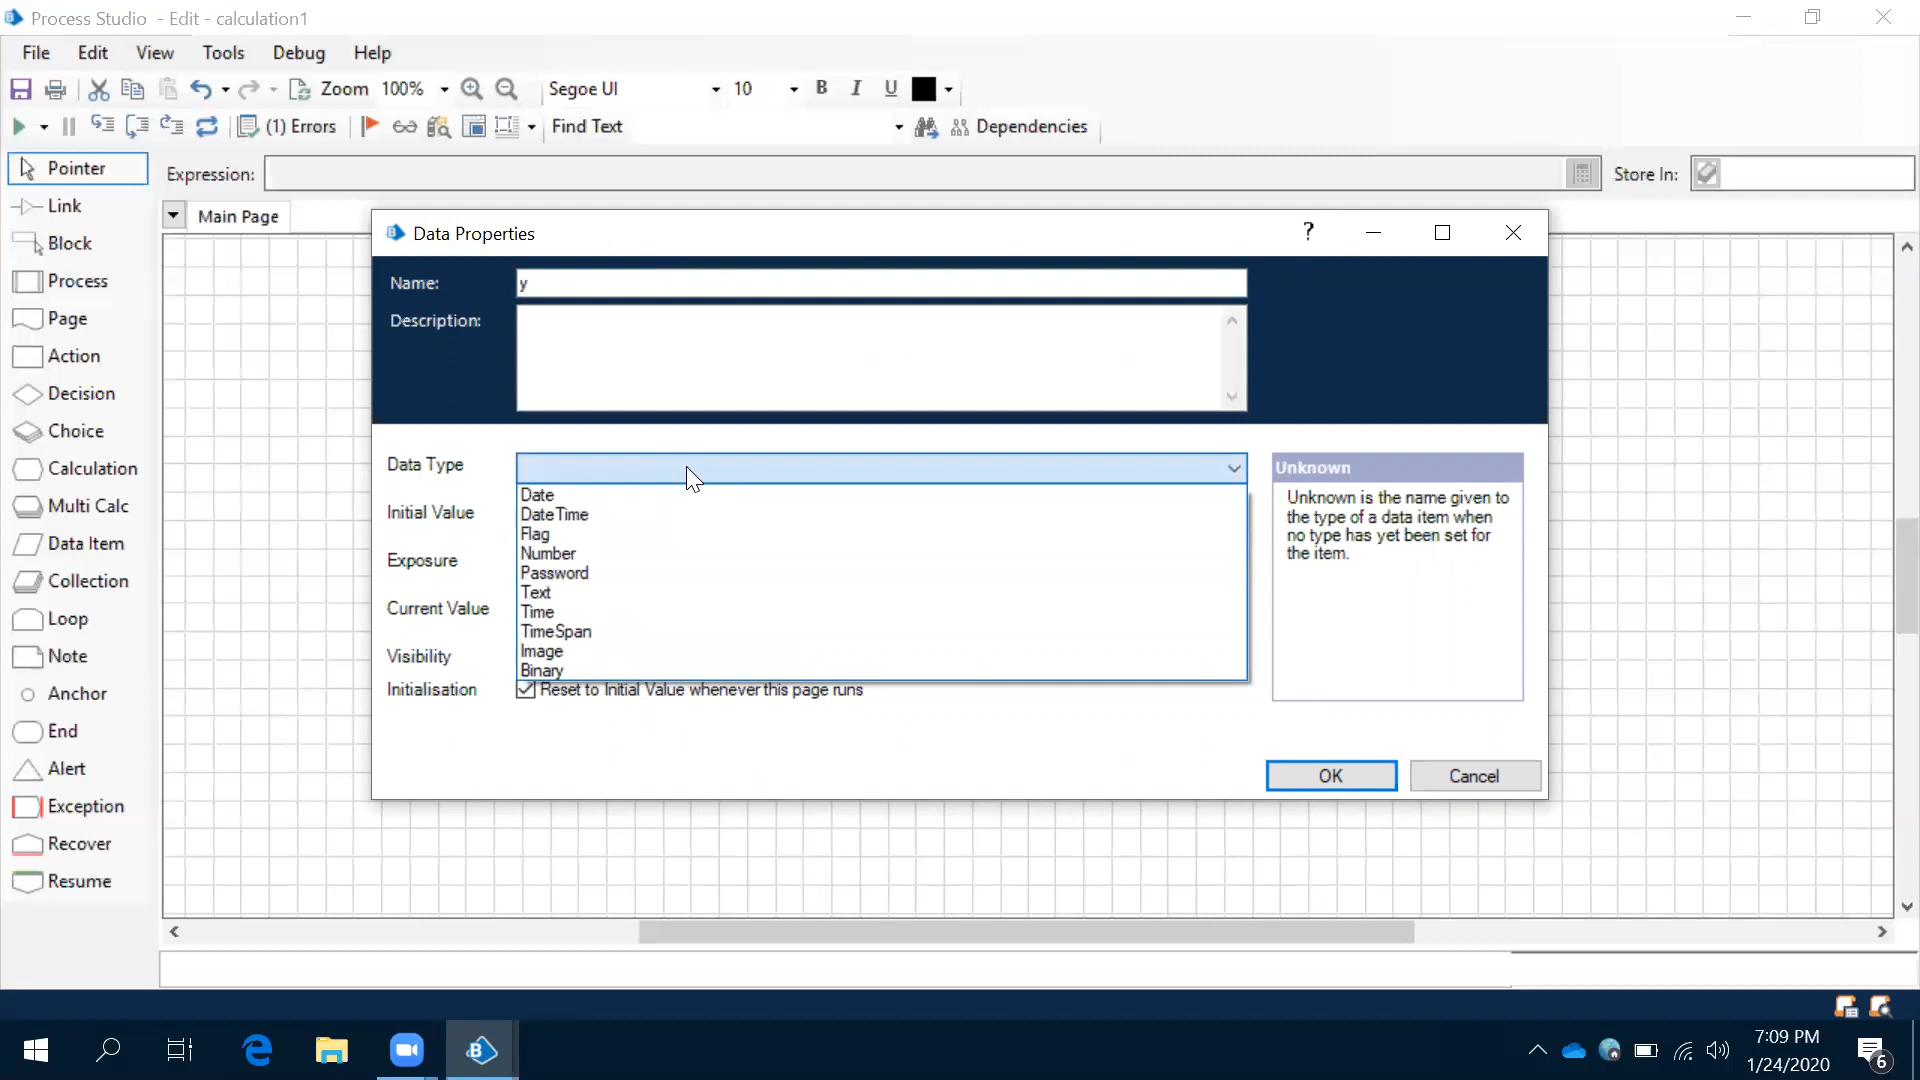 Process Studio - Edit - calculation1
File Edit View Tools Debug Help
Zoom 100% Segoe UI 10 B I U
(1) Errors Find Text Dependencies
Pointer
Expression:
Store In:
Link
Main Page
Block
Process
Page
Action
Decision
Choice
Calculation
Multi Calc
Data Item
Collection
Loop
Note
Anchor
End
Alert
Exception
Recover
Resume
Data Properties
?
Name: y
Description:
Data Type
Date
DateTime
Flag
Number
Password
Text
Time
TimeSpan
Image
Binary
Initial Value
Exposure
Current Value
Visibility
Initialisation Reset to Initial Value whenever this page runs
Unknown
Unknown is the name given to
the type of a data item when
no type has yet been set for
the item.
OK Cancel
7:09 PM
1/24/2020
6